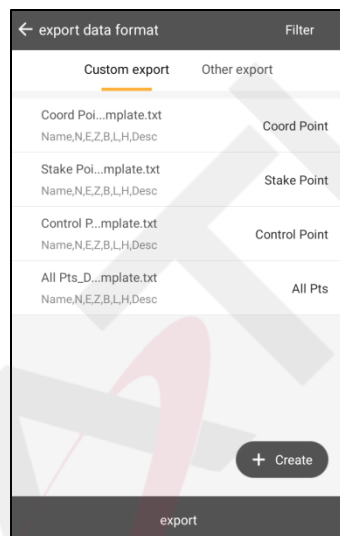 export data format Filter
Custom export Other export
Coord Poi...mplate.txt Coord Point
Name,N,E,Z,B,L,H,Desc
Stake Poi...mplate.txt Stake Point
Name,N,E,Z,B,L,H,Desc
Control P...mplate.txt Control Point
Name,N,E,Z,B,L,H,Desc
All Pts_D...mplate.txt All Pts
Name,N,E,Z,B,L,H,Desc
+ Create
export